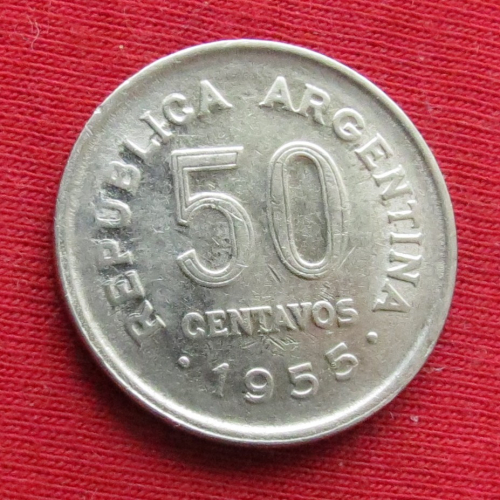 REPUBLICA ARGENTINA
50
CENTAVOS
· 1955 ·